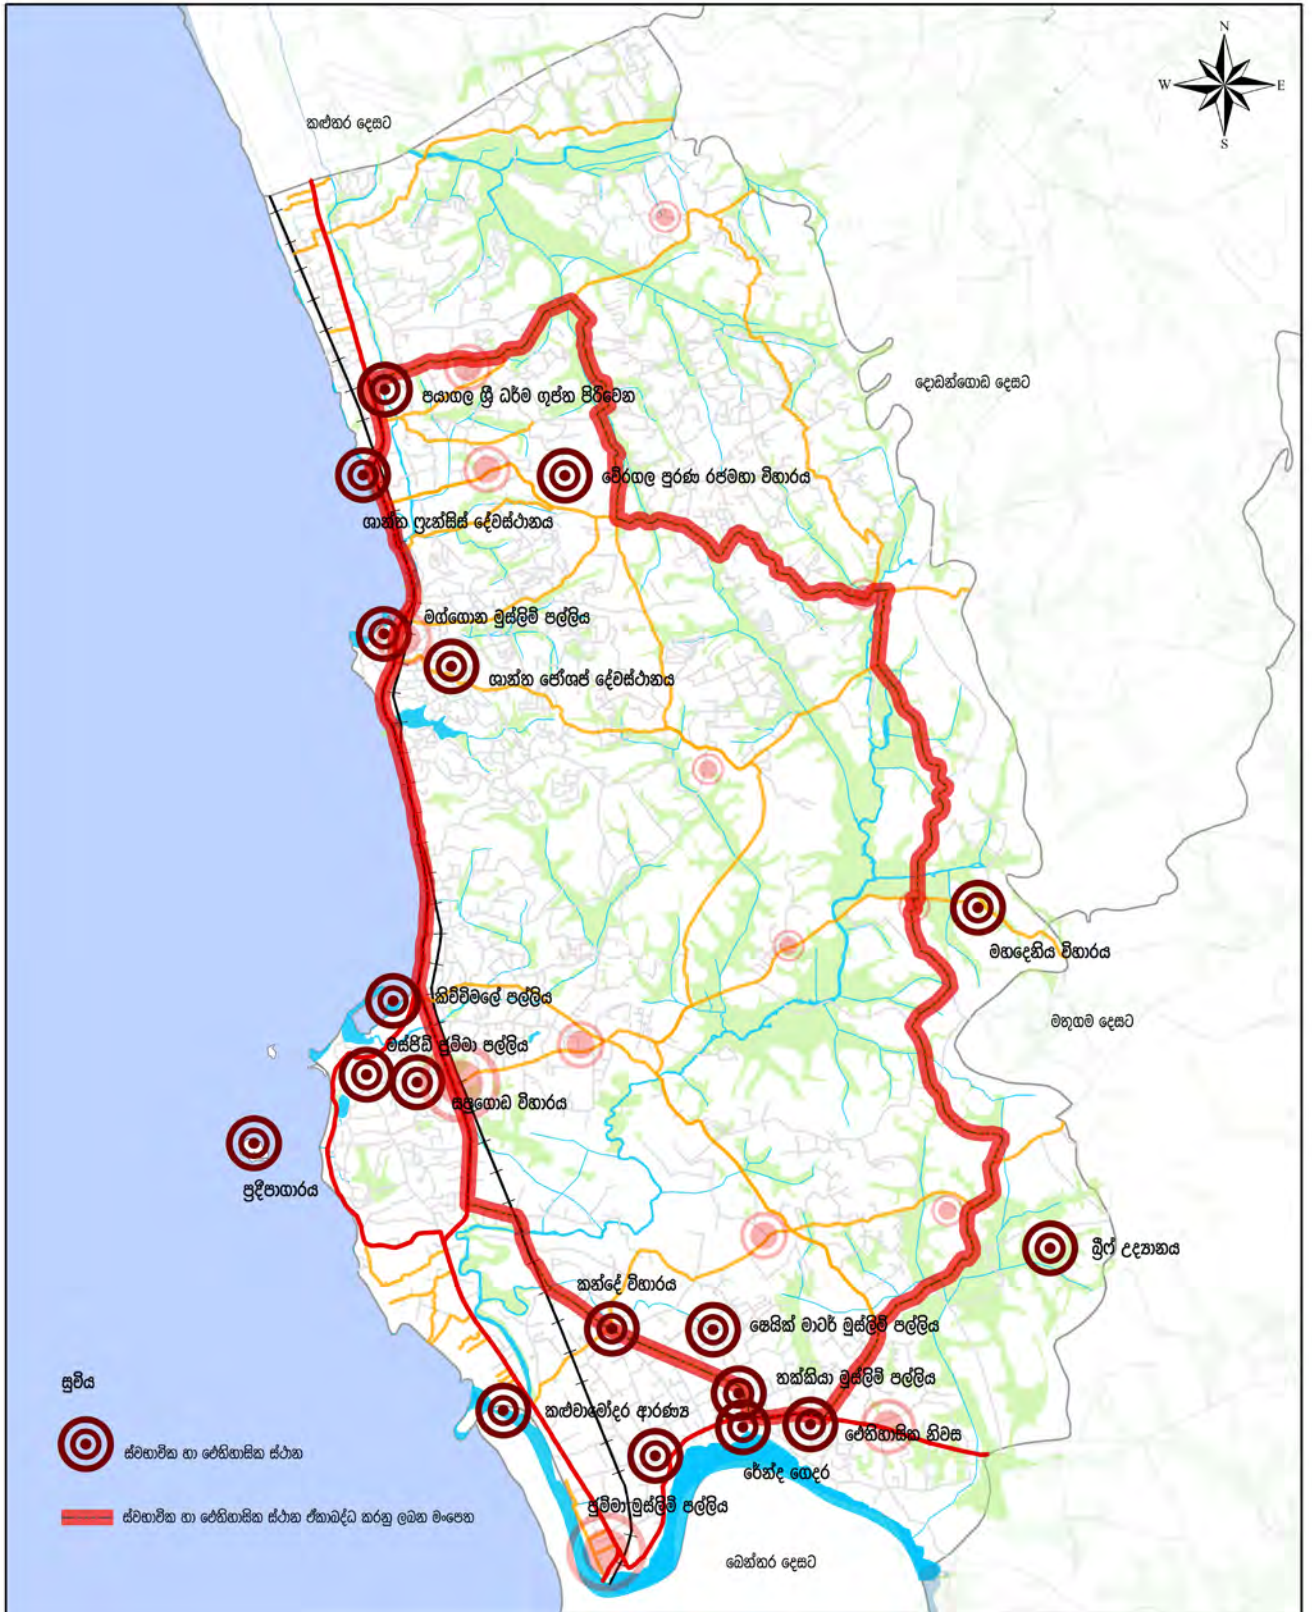 N
W
E
S
කළුතර දෙසට
දොඩන්ගොඩ දෙසට
පයාගල ශ්‍රී ධර්ම ගුප්ත පිරිවෙන
වේරගල පුරාණ රජමහා විහාරය
ශාන්ත ෆ්‍රැන්සිස් දේවස්ථානය
මග්ගොන මුස්ලිම් පල්ලිය
ශාන්ත ජෝශප් දේවස්ථානය
මහදෙනිය විහාරය
කිච්චිමලේ පල්ලිය
මතුගම දෙසට
මස්ජිඩ් ජුම්මා පල්ලිය
විහාරය
ප්‍රදීපාගාරය
බ්‍රීෆ් උද්‍යානය
කන්දේ විහාරය
ෂෙයික් මාටර් මුස්ලිම් පල්ලිය
තක්කියා මුස්ලිම් පල්ලිය
සුචිය
කළුවාමෝදර ආරණ්‍ය
ඓතිහාසික නිවස
ස්වභාවික හා ඓතිහාසික ස්ථාන
රේන්ද ගෙදර
ජුම්මා මුස්ලිම් පල්ලිය
ස්වභාවික හා ඓතිහාසික ස්ථාන ඒකාබද්ධ කරනු ලබන මංපෙත
බෙන්තර දෙසට